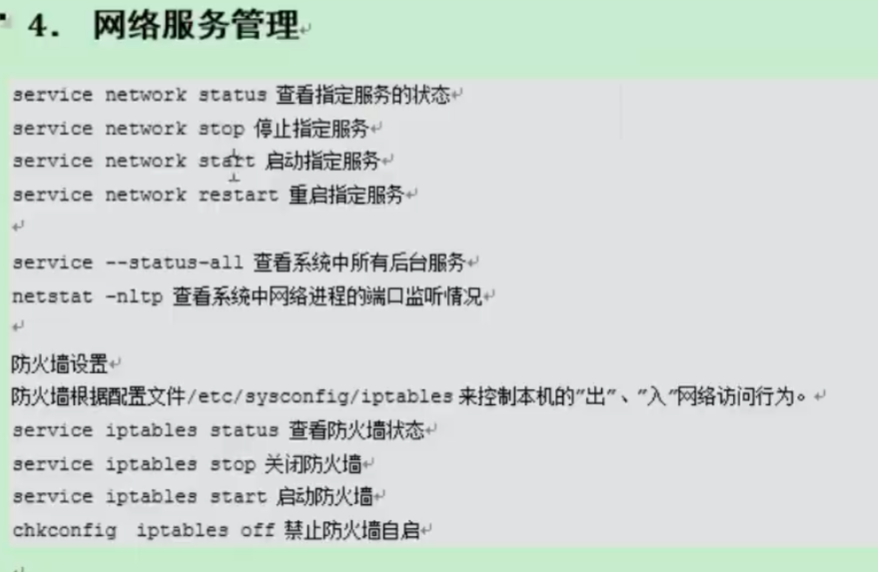 4. 网络服务管理
service network status 查看指定服务的状态
service network stop 停止指定服务
service network start 启动指定服务
service network restart 重启指定服务
service --status-all 查看系统中所有后台服务
netstat -nltp 查看系统中网络进程的端口监听情况
防火墙设置
防火墙根据配置文件/etc/sysconfig/iptables 来控制本机的”出”、”入”网络访问行为。
service iptables status 查看防火墙状态
service iptables stop 关闭防火墙
service iptables start 启动防火墙
chkconfig iptables off 禁止防火墙自启